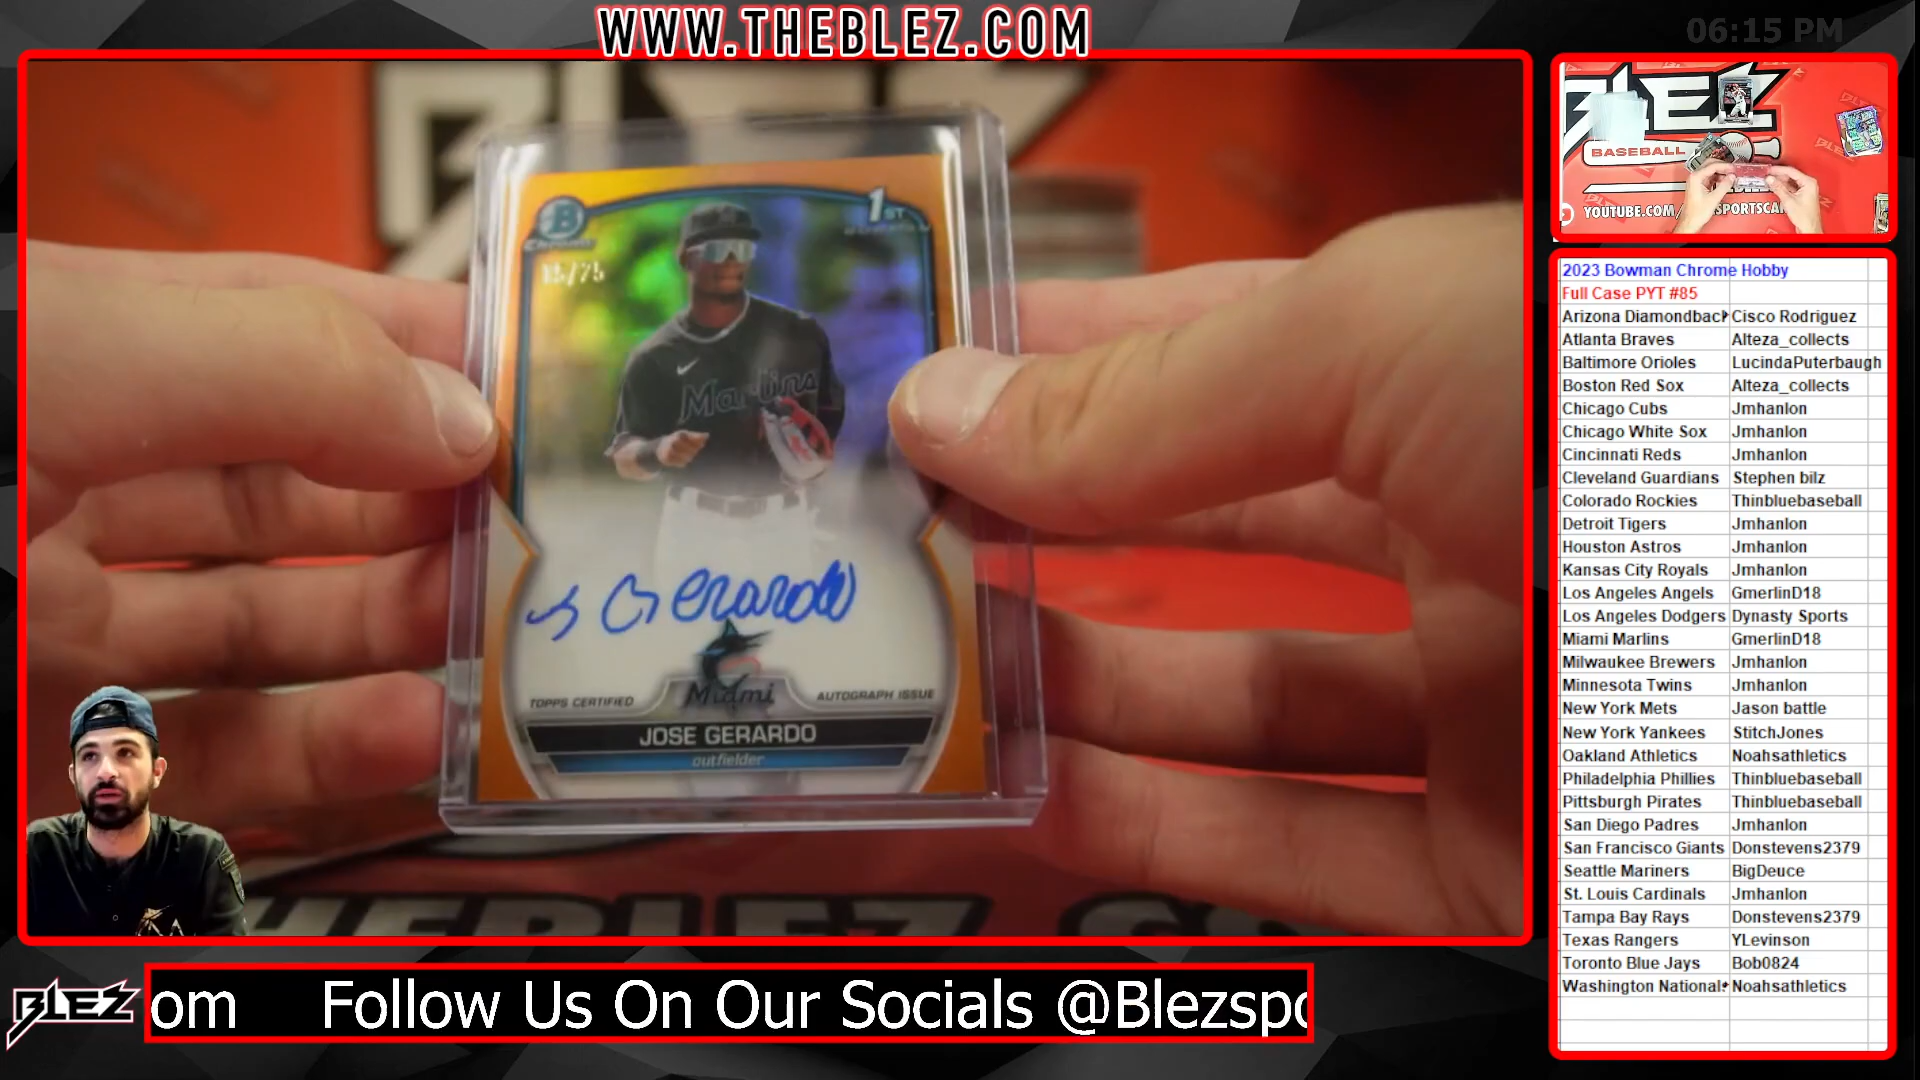 WWW.THEBLEZ.COM
06:15 PM
B
Chrome
1ST
/25
Marlins
J Gerardo
TOPPS CERTIFIED
AUTOGRAPH ISSUE
Miami
JOSE GERARDO
outfielder
BLEZ
BASEBALL
YOUTUBE.COM/
2023 Bowman Chrome Hobby
Full Case PYT #85
Arizona Diamondback Cisco Rodriguez
Atlanta Braves Alteza_collects
Baltimore Orioles LucindaPuterbaugh
Boston Red Sox Alteza_collects
Chicago Cubs Jmhanlon
Chicago White Sox Jmhanlon
Cincinnati Reds Jmhanlon
Cleveland Guardians Stephen bilz
Colorado Rockies Thinbluebaseball
Detroit Tigers Jmhanlon
Houston Astros Jmhanlon
Kansas City Royals Jmhanlon
Los Angeles Angels GmerlinD18
Los Angeles Dodgers Dynasty Sports
Miami Marlins GmerlinD18
Milwaukee Brewers Jmhanlon
Minnesota Twins Jmhanlon
New York Mets Jason battle
New York Yankees StitchJones
Oakland Athletics Noahsathletics
Philadelphia Phillies Thinbluebaseball
Pittsburgh Pirates Thinbluebaseball
San Diego Padres Jmhanlon
San Francisco Giants Donstevens2379
Seattle Mariners BigDeuce
St. Louis Cardinals Jmhanlon
Tampa Bay Rays Donstevens2379
Texas Rangers YLevinson
Toronto Blue Jays Bob0824
Washington Nationals Noahsathletics
BLEZ
om Follow Us On Our Socials @Blezspo